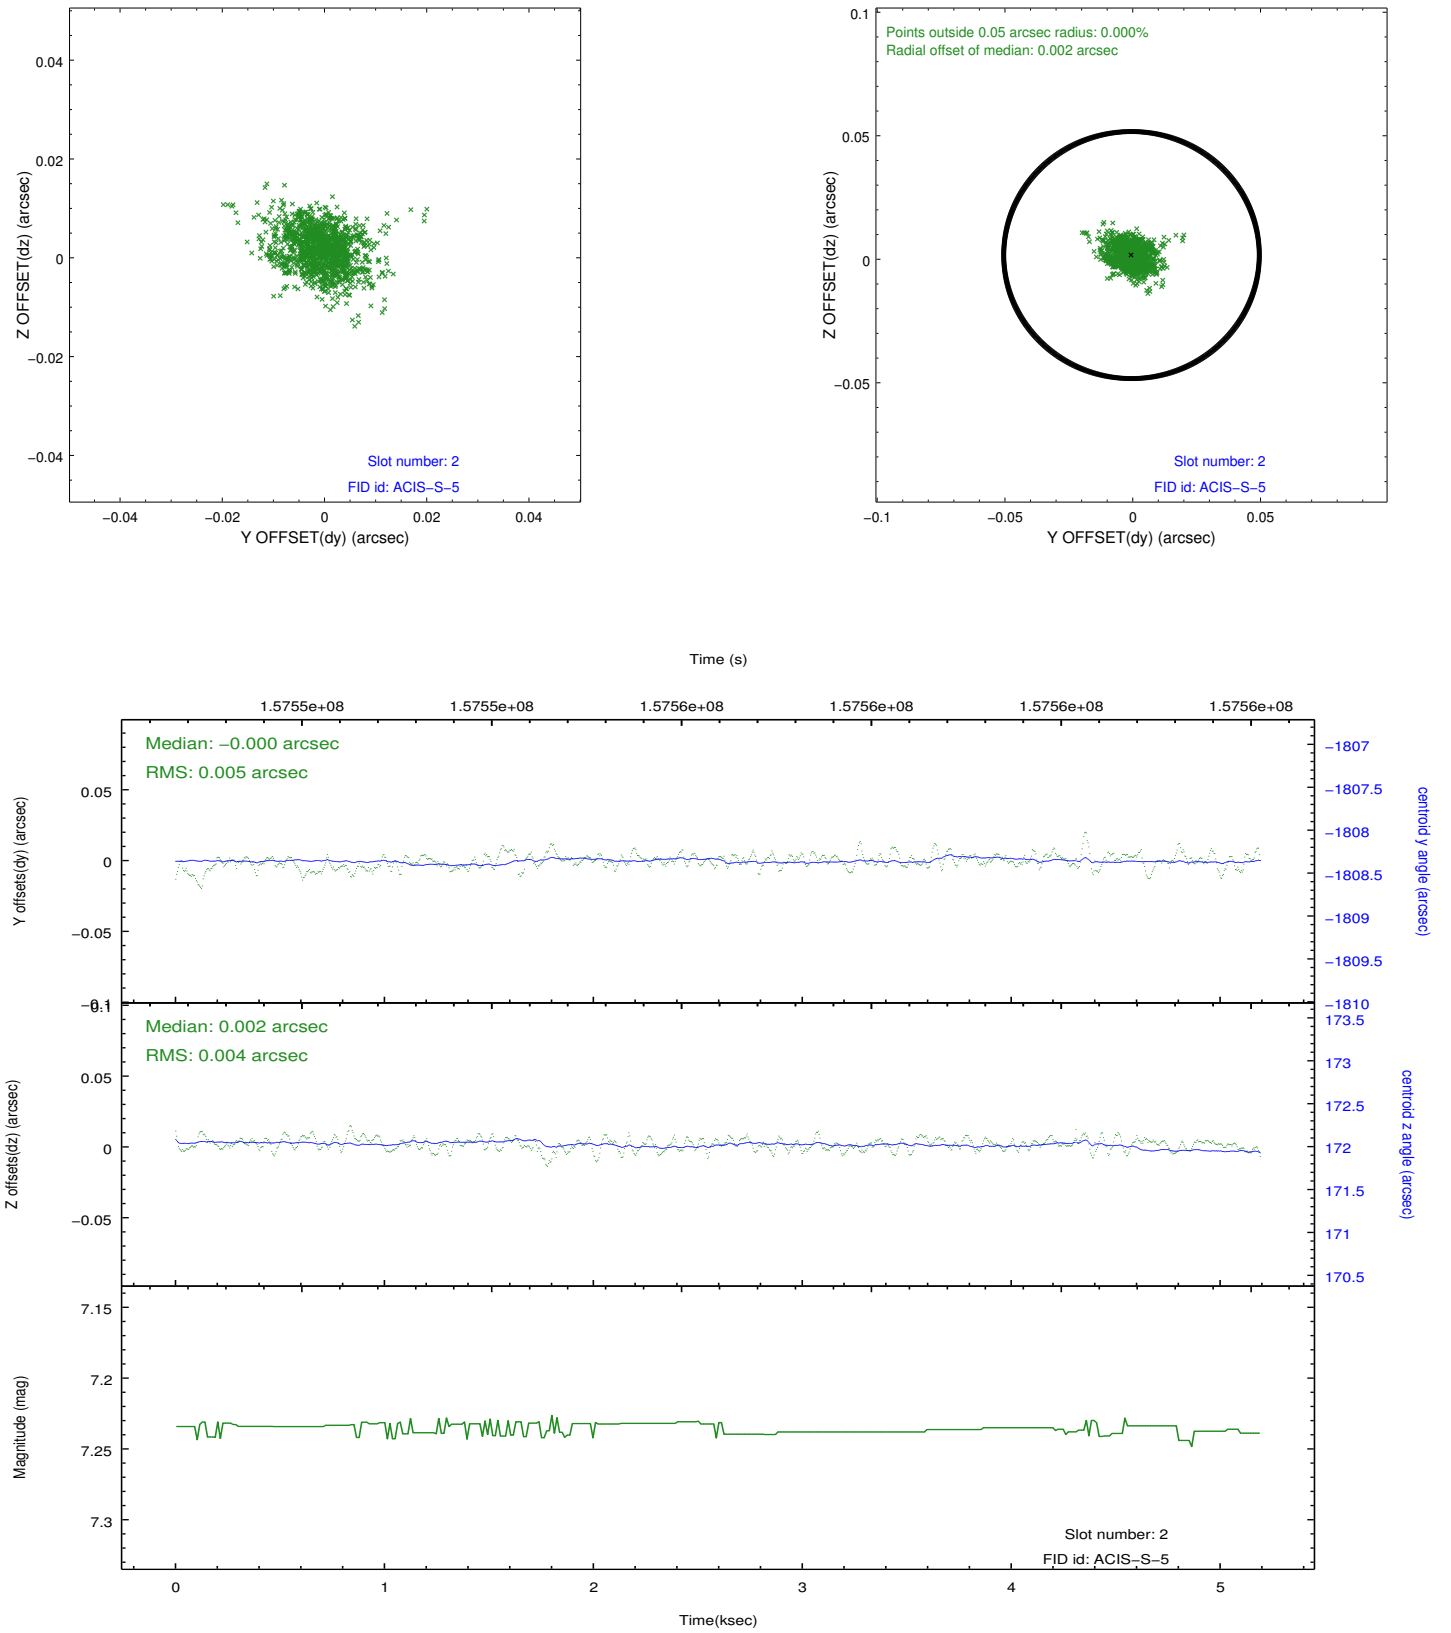 0.04
0.02
0
−0.02
−0.04
Z OFFSET(dz) (arcsec)
Slot number: 2
FID id: ACIS−S−5
−0.04
−0.02
0
0.02
0.04
Y OFFSET(dy) (arcsec)
0.1
0.05
0
−0.05
Z OFFSET(dz) (arcsec)
Points outside 0.05 arcsec radius: 0.000%
Radial offset of median: 0.002 arcsec
Slot number: 2
FID id: ACIS−S−5
−0.1
−0.05
0
0.05
Y OFFSET(dy) (arcsec)
Time (s)
1.5755e+08
1.5755e+08
1.5756e+08
1.5756e+08
1.5756e+08
1.5756e+08
Median: −0.000 arcsec
RMS: 0.005 arcsec
0.05
0
−0.05
−0.1
Y offsets(dy) (arcsec)
−1807
−1807.5
−1808
−1808.5
−1809
−1809.5
−1810
centroid y angle (arcsec)
Median: 0.002 arcsec
RMS: 0.004 arcsec
0.1
0.05
0
−0.05
Z offsets(dz) (arcsec)
173.5
173
172.5
172
171.5
171
170.5
centroid z angle (arcsec)
7.15
7.2
7.25
7.3
Magnitude (mag)
Slot number: 2
FID id: ACIS−S−5
0
1
2
3
4
5
Time(ksec)